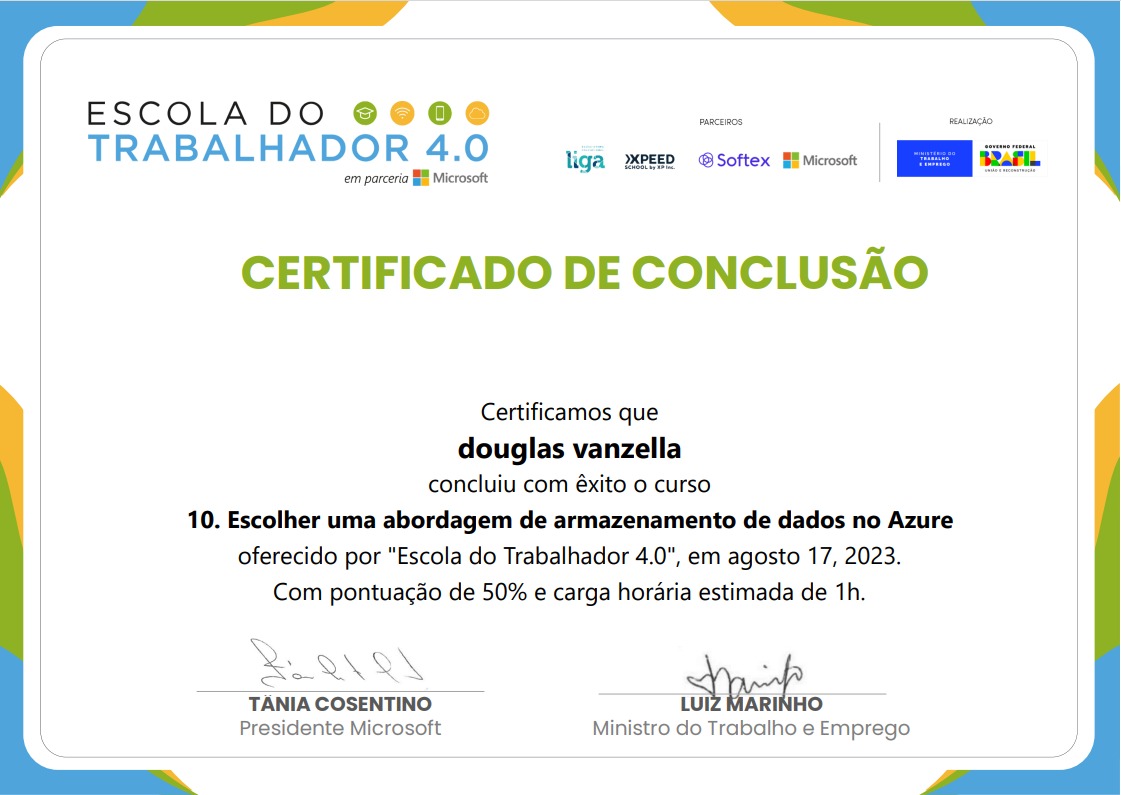 ESCOLA DO
TRABALHADOR 4.0
em parceria Microsoft
PARCEIROS
liga
XPEED
SCHOOL by XP Inc.
Softex
Microsoft
REALIZAÇÃO
MINISTÉRIO DO
TRABALHO
E EMPREGO
GOVERNO FEDERAL
BRASIL
UNIÃO E RECONSTRUÇÃO
CERTIFICADO DE CONCLUSÃO
Certificamos que
douglas vanzella
concluiu com êxito o curso
10. Escolher uma abordagem de armazenamento de dados no Azure
oferecido por "Escola do Trabalhador 4.0", em agosto 17, 2023.
Com pontuação de 50% e carga horária estimada de 1h.
TÂNIA COSENTINO
Presidente Microsoft
LUIZ MARINHO
Ministro do Trabalho e Emprego